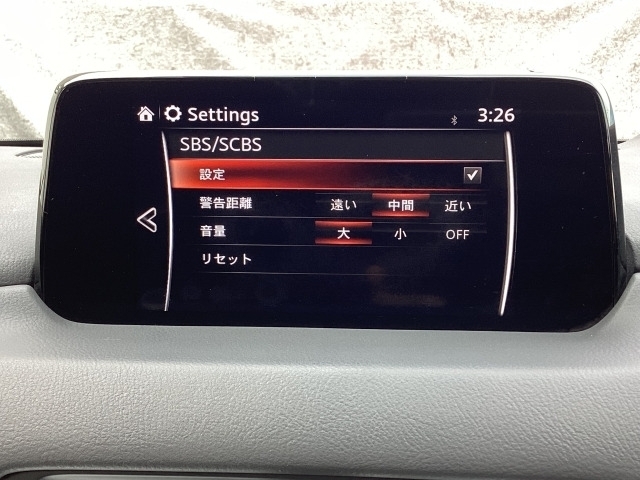 Settings 3:26
SBS/SCBS
設定
警告距離 遠い 中間 近い
音量 大 小 OFF
リセット